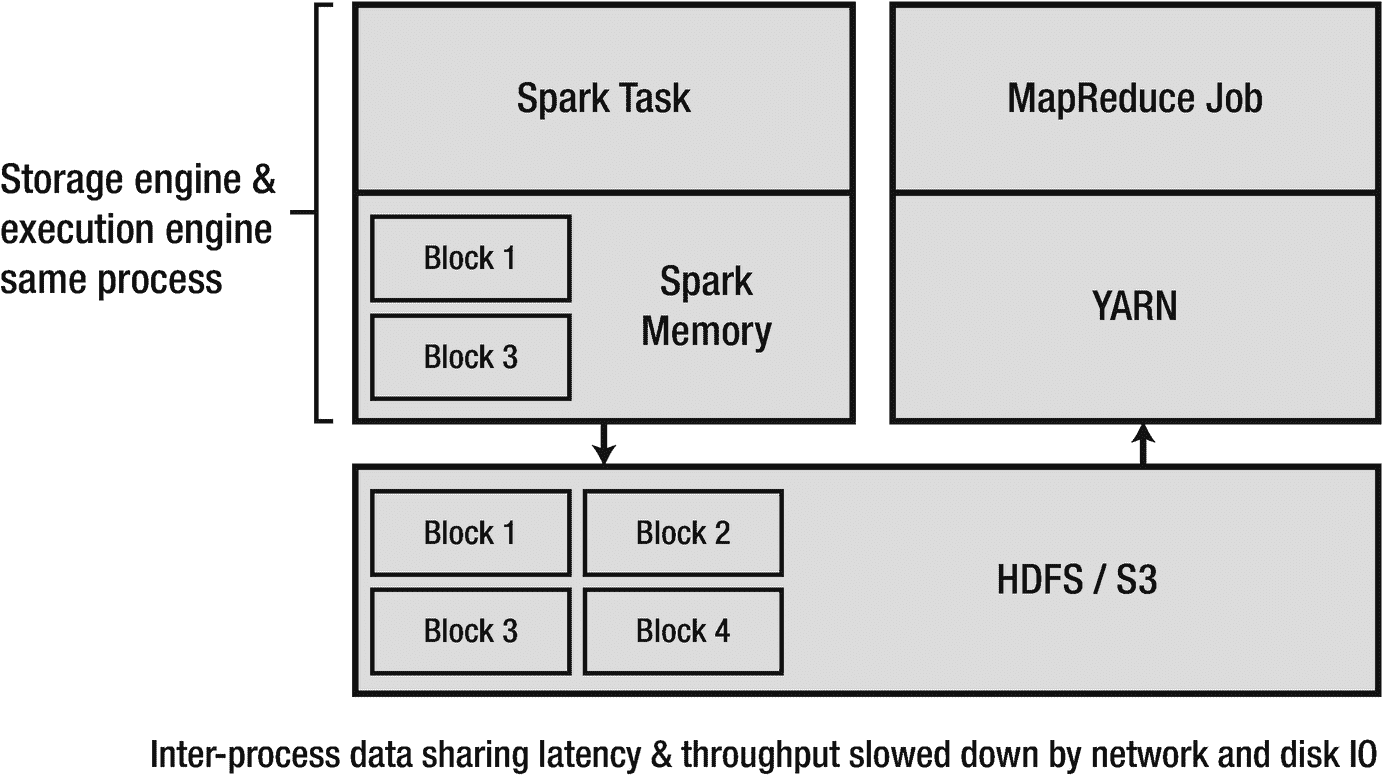 Spark Task
MapReduce Job
Storage engine &
execution engine
same process
Block 1
Block 3
Spark
Memory
YARN
Block 1
Block 2
Block 3
Block 4
HDFS / S3
Inter-process data sharing latency & throughput slowed down by network and disk IO